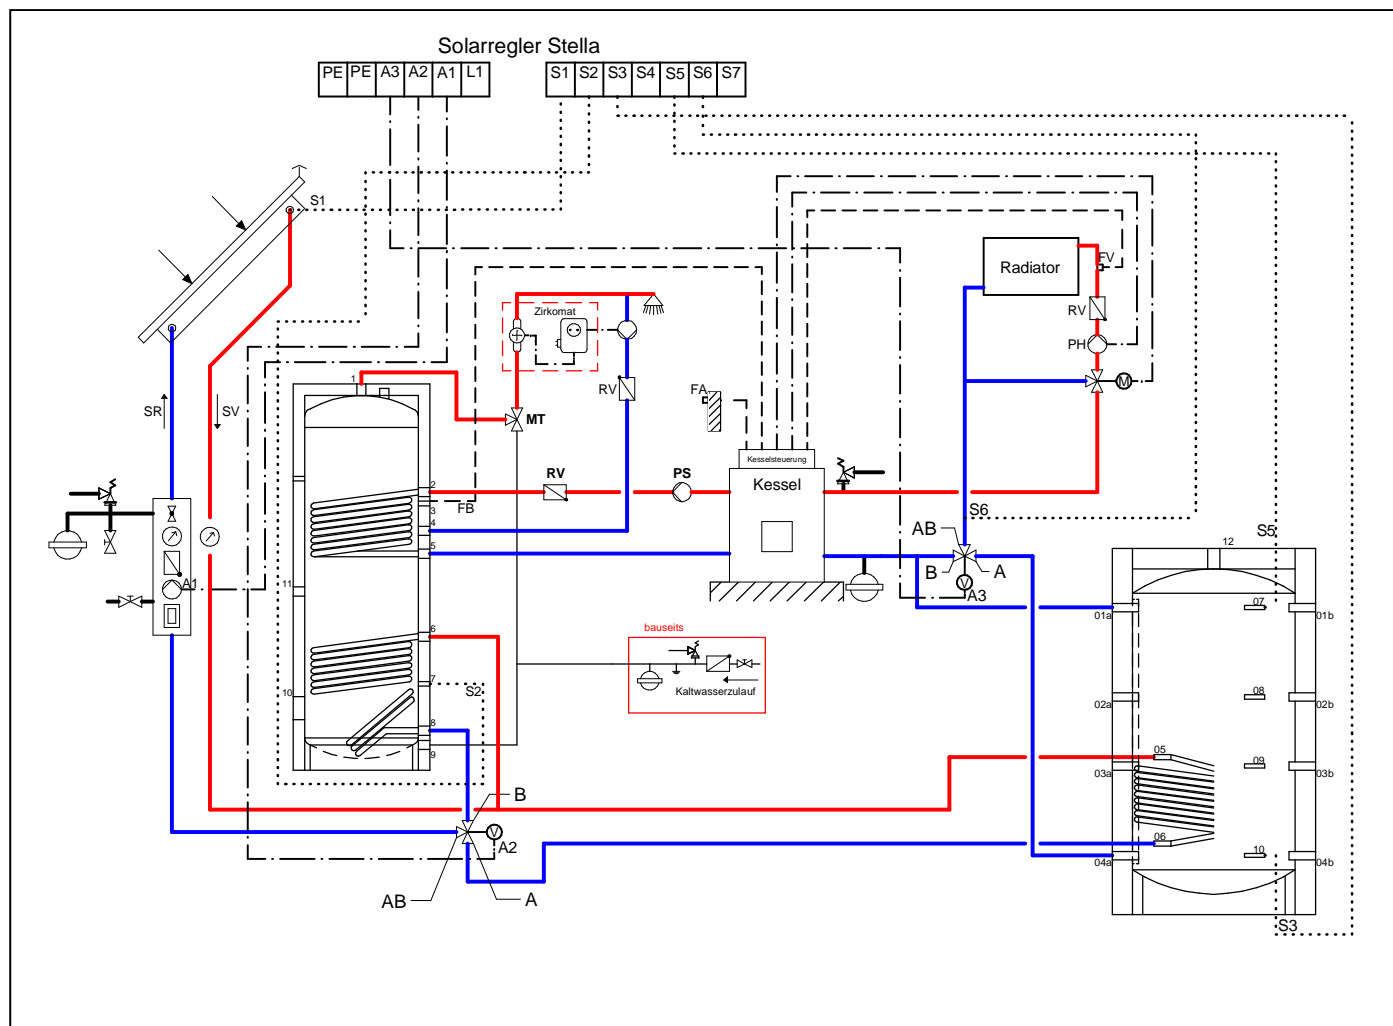 Solarregler Stella
PE PE A3 A2 A1 L1
S1 S2 S3 S4 S5 S6 S7
S1
SR
SV
A1
Zirkomat
RV
MT
1
2
3
4
5
6
7
8
9
10
11
FB
RV
PS
FA
Kesselsteuerung
Kessel
Radiator
FV
RV
PH
M
S6
AB
B
A
V
A3
S5
12
01a
02a
03a
04a
05
06
07
08
09
10
01b
02b
03b
04b
S3
bauseits
Kaltwasserzulauf
S2
B
V
A2
AB
A